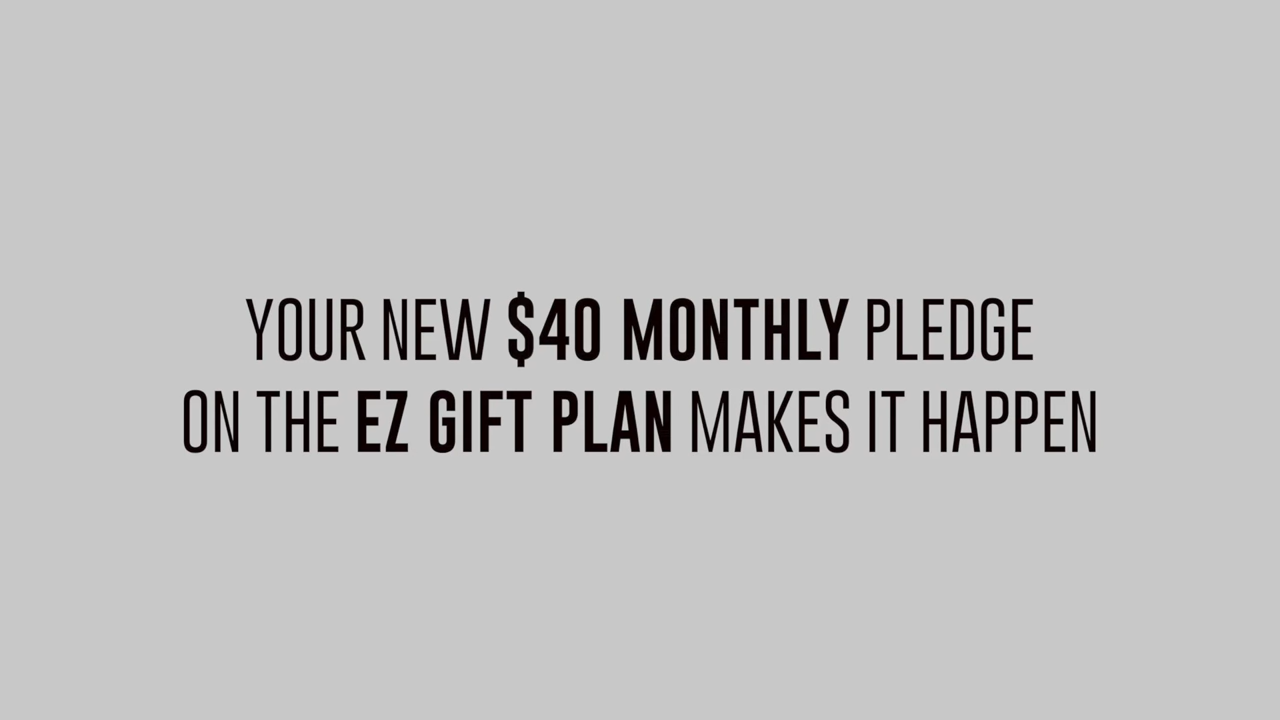 YOUR NEW $40 MONTHLY PLEDGE
ON THE EZ GIFT PLAN MAKES IT HAPPEN